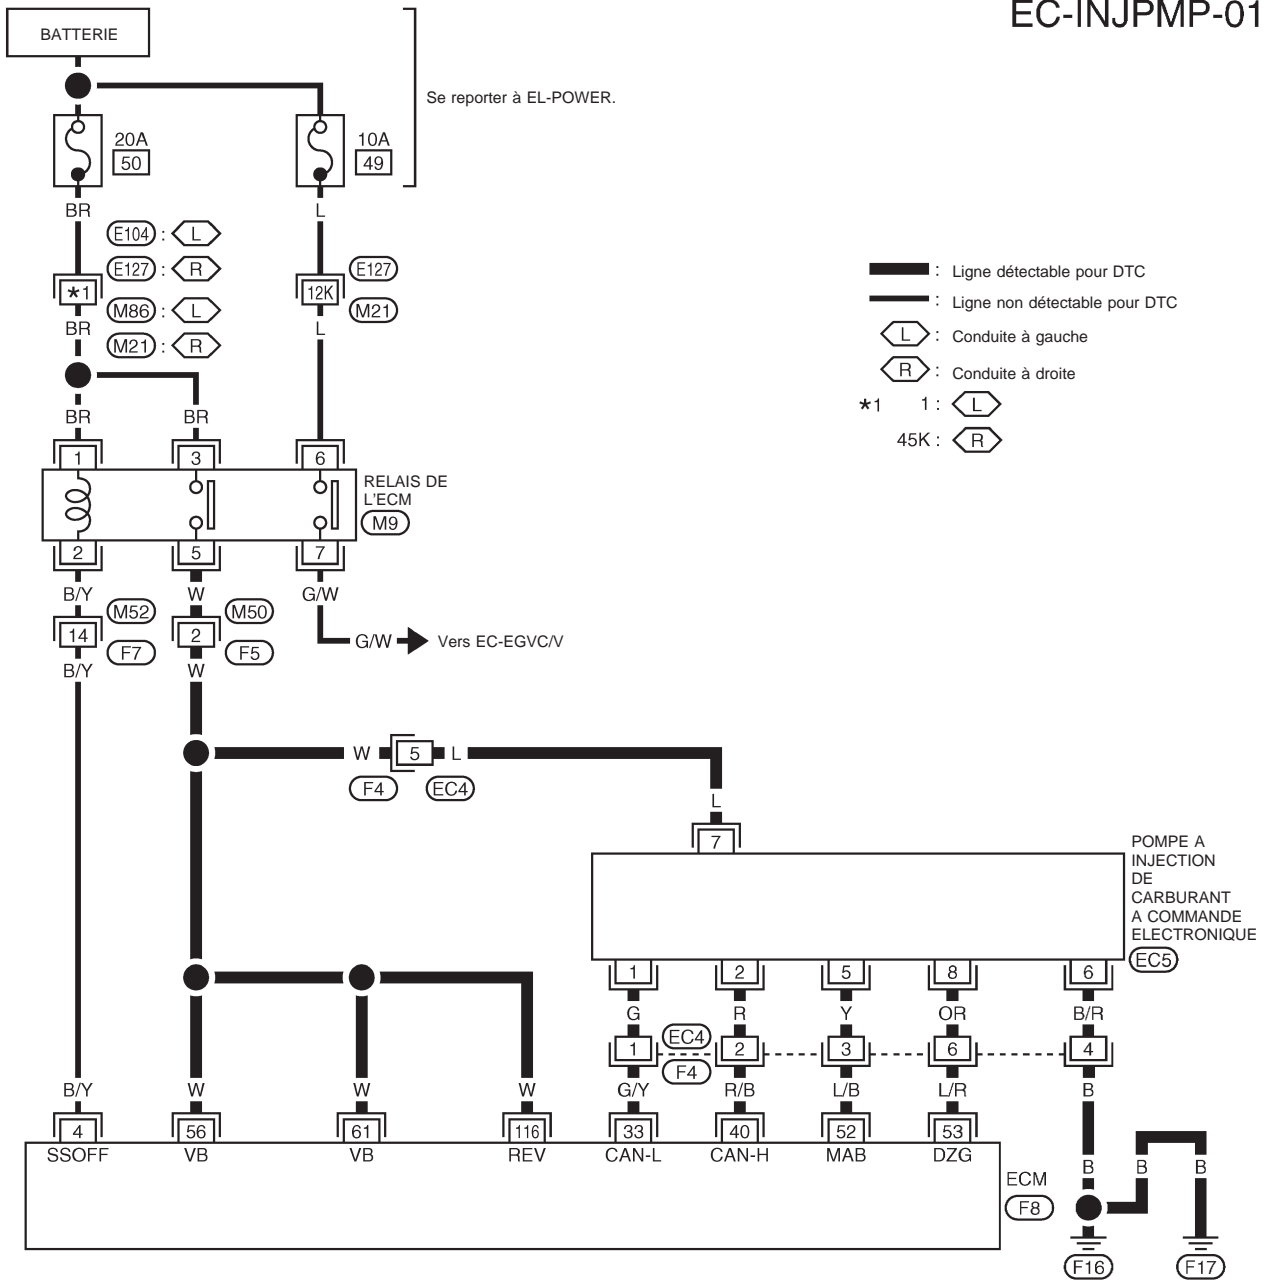 EC-INJPMP-01
BATTERIE
Se reporter à EL-POWER.
20A
50
10A
49
BR
L
E104 : L
E127 : R
E127
*1
12K
M86 : L
M21
BR
L
M21 : R
: Ligne détectable pour DTC
: Ligne non détectable pour DTC
L : Conduite à gauche
R : Conduite à droite
*1 1 : L
45K : R
BR
BR
1
3
6
RELAIS DE
L'ECM
M9
2
5
7
B/Y
W
G/W
M52
M50
14
2
F7
F5
G/W
Vers EC-EGVC/V
B/Y
W
W
5
L
F4
EC4
L
7
POMPE A
INJECTION
DE
CARBURANT
A COMMANDE
ELECTRONIQUE
EC5
1
2
5
8
6
G
R
Y
OR
B/R
EC4
1
2
3
6
4
F4
B/Y
W
W
W
G/Y
R/B
L/B
L/R
B
4
56
61
116
33
40
52
53
SSOFF
VB
VB
REV
CAN-L
CAN-H
MAB
DZG
B
B
B
ECM
F8
F16
F17